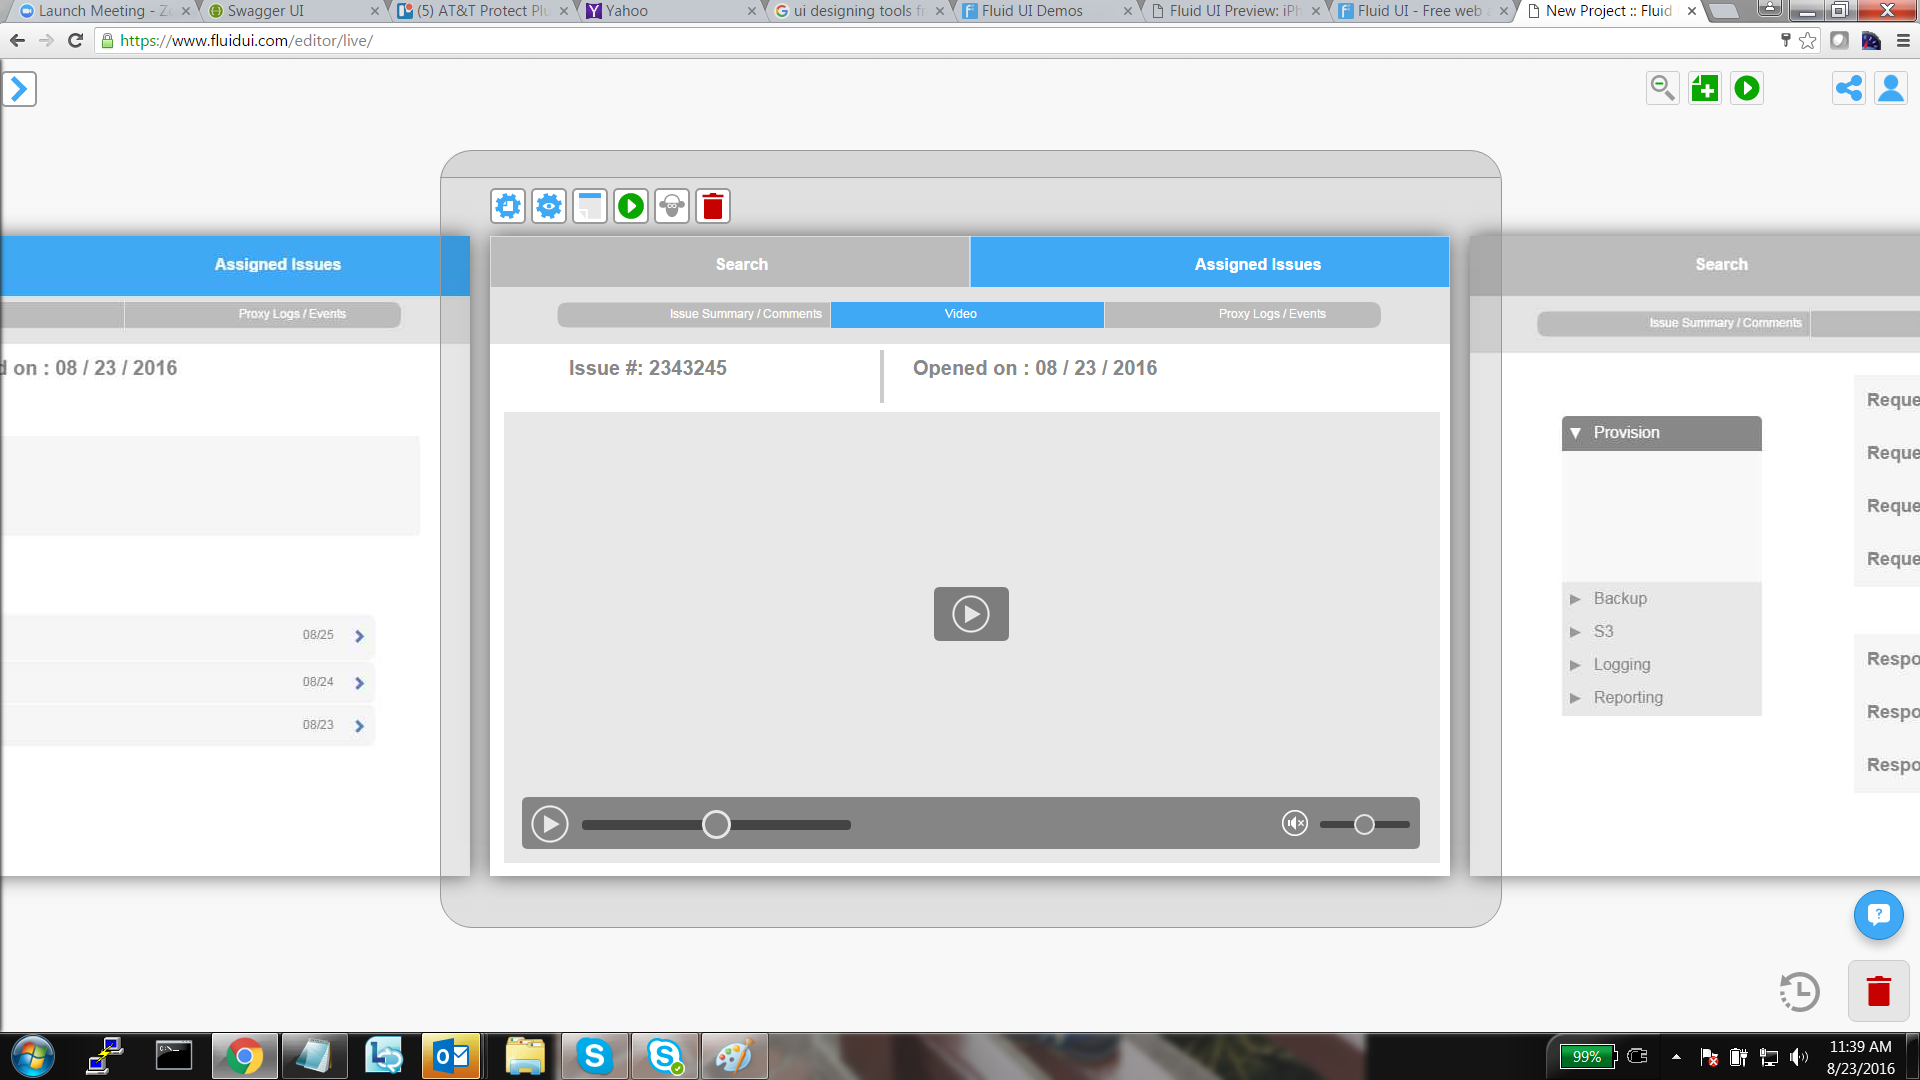 Launch Meeting - Zo
Swagger UI
(5) AT&T Protect Plu
Yahoo
ui designing tools fr
Fluid UI Demos
Fluid UI Preview: iPh
Fluid UI - Free web a
New Project :: Fluid
https://www.fluidui.com/editor/live/
Assigned Issues
Search
Assigned Issues
Search
Proxy Logs / Events
Issue Summary / Comments
Video
Proxy Logs / Events
Issue Summary / Comments
d on : 08 / 23 / 2016
Issue #: 2343245
Opened on : 08 / 23 / 2016
Provision
Backup
S3
Logging
Reporting
Reque
Reque
Reque
Reque
Respo
Respo
Respo
08/25
08/24
08/23
99%
11:39 AM
8/23/2016